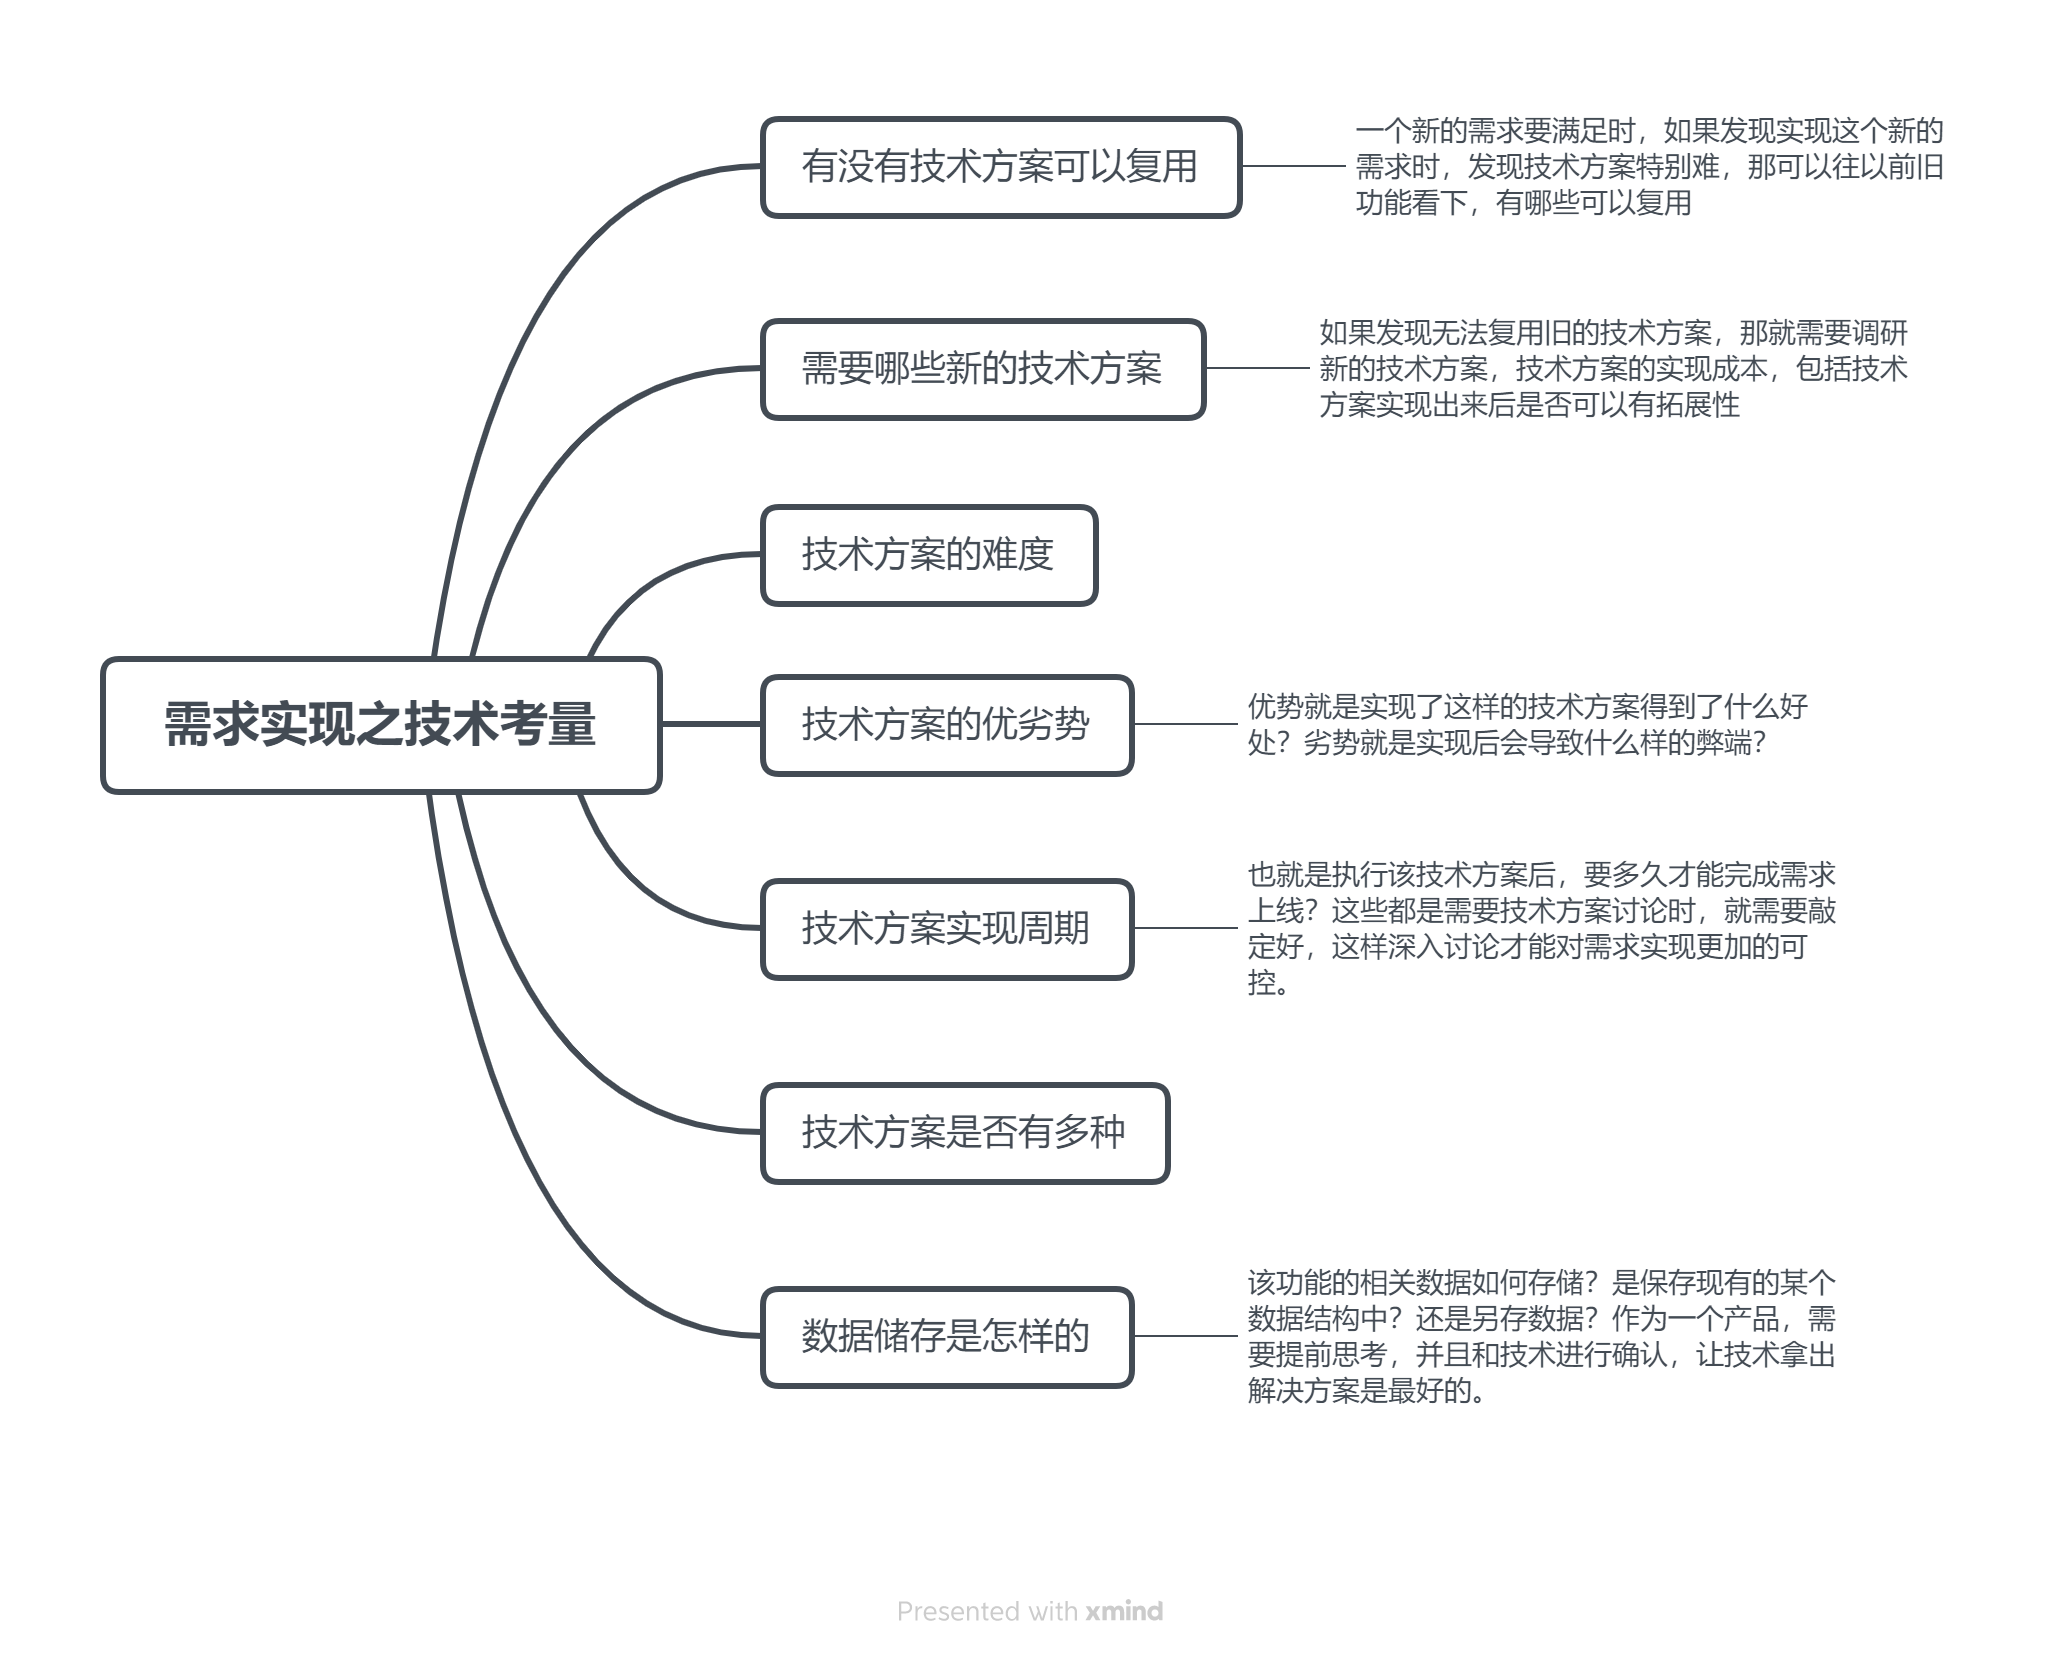 有没有技术方案可以复用
一个新的需求要满足时，如果发现实现这个新的
需求时，发现技术方案特别难，那可以往以前旧
功能看下，有哪些可以复用
需要哪些新的技术方案
如果发现无法复用旧的技术方案，那就需要调研
新的技术方案，技术方案的实现成本，包括技术
方案实现出来后是否可以有拓展性
技术方案的难度
需求实现之技术考量
技术方案的优劣势
优势就是实现了这样的技术方案得到了什么好
处？劣势就是实现后会导致什么样的弊端？
技术方案实现周期
也就是执行该技术方案后，要多久才能完成需求
上线？这些都是需要技术方案讨论时，就需要敲
定好，这样深入讨论才能对需求实现更加的可
控。
技术方案是否有多种
数据储存是怎样的
该功能的相关数据如何存储？是保存现有的某个
数据结构中？还是另存数据？作为一个产品，需
要提前思考，并且和技术进行确认，让技术拿出
解决方案是最好的。
Presented with xmind